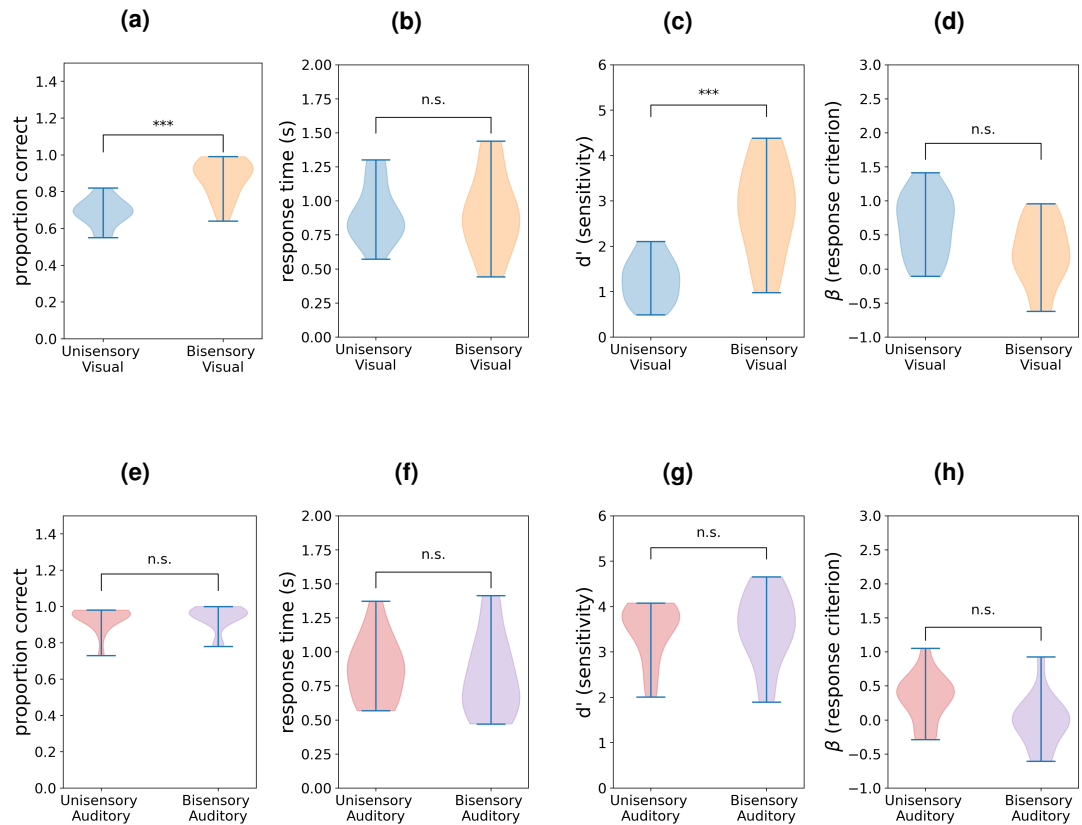 (a)
proportion correct
1.4
1.2
1.0
0.8
0.6
0.4
0.2
0.0
***
Unisensory
Visual
Bisensory
Visual
(b)
response time (s)
2.00
1.75
1.50
1.25
1.00
0.75
0.50
0.25
0.00
n.s.
Unisensory
Visual
Bisensory
Visual
(c)
d' (sensitivity)
6
5
4
3
2
1
0
***
Unisensory
Visual
Bisensory
Visual
(d)
β (response criterion)
3.0
2.5
2.0
1.5
1.0
0.5
0.0
−0.5
−1.0
n.s.
Unisensory
Visual
Bisensory
Visual
(e)
proportion correct
1.4
1.2
1.0
0.8
0.6
0.4
0.2
0.0
n.s.
Unisensory
Auditory
Bisensory
Auditory
(f)
response time (s)
2.00
1.75
1.50
1.25
1.00
0.75
0.50
0.25
0.00
n.s.
Unisensory
Auditory
Bisensory
Auditory
(g)
d' (sensitivity)
6
5
4
3
2
1
0
n.s.
Unisensory
Auditory
Bisensory
Auditory
(h)
β (response criterion)
3.0
2.5
2.0
1.5
1.0
0.5
0.0
−0.5
−1.0
n.s.
Unisensory
Auditory
Bisensory
Auditory